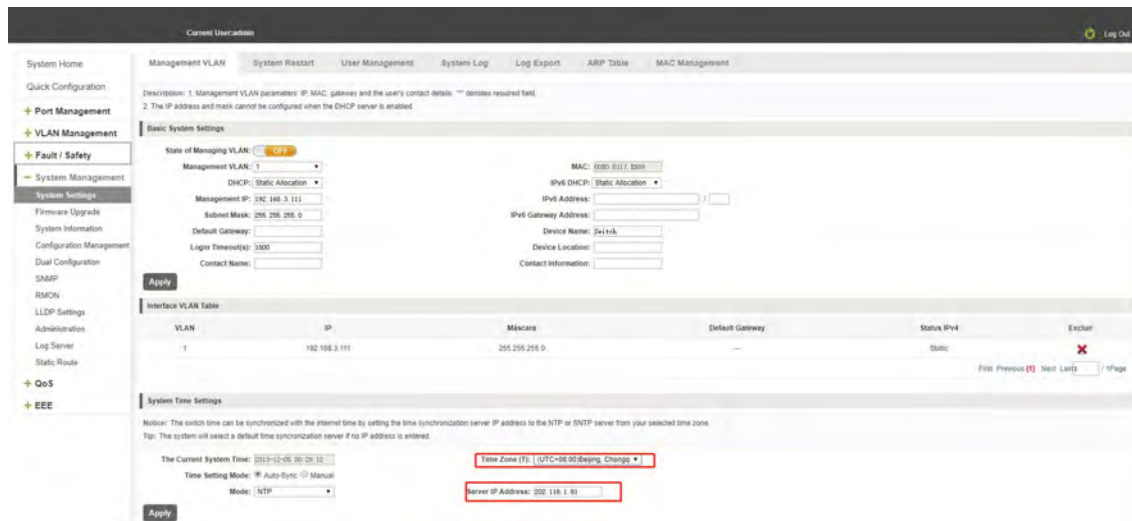 Current User:admin
Log Out
System Home
Quick Configuration
Port Management
VLAN Management
Fault / Safety
System Management
System Settings
Firmware Upgrade
System Information
Configuration Management
Dual Configuration
SNMP
RMON
LLDP Settings
Administration
Log Server
Static Route
QoS
EEE
Management VLAN System Restart User Management System Log Log Export ARP Table MAC Management
Description: 1. Management VLAN parameters: IP, MAC, gateway and the user's contact details. "*" denotes required field.
2. The IP address and mask cannot be configured when the DHCP server is enabled.
Basic System Settings
State of Managing VLAN: OFF
Management VLAN: 1 MAC:
DHCP: Static Allocation IPv6 DHCP: Static Allocation
Management IP: 192.168.3.111 IPv6 Address: /
Subnet Mask: 255.255.255.0 IPv6 Gateway Address:
Default Gateway: Device Name: Switch
Login Timeout(s): 1800 Device Location:
Contact Name: Contact Information:
Apply
Interface VLAN Table
VLAN IP Máscara Default Gateway Status IPv4 Excluir
1 192.168.3.111 255.255.255.0 — Static
First Previous [1] Next Last 1 / 1Page
System Time Settings
Notice: The switch time can be synchronized with the internet time by setting the time synchronization server IP address to the NTP or SNTP server from your selected time zone.
Tip: The system will select a default time syncronization server if no IP address is entered.
The Current System Time: Time Zone (T): (UTC+08:00)Beijing, Chongq
Time Setting Mode: Auto-Sync Manual
Mode: NTP Server IP Address:
Apply